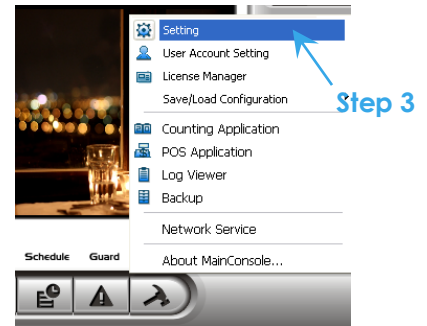 Setting
User Account Setting
License Manager
Save/Load Configuration
Step 3
Counting Application
POS Application
Log Viewer
Backup
Network Service
About MainConsole...
Schedule Guard